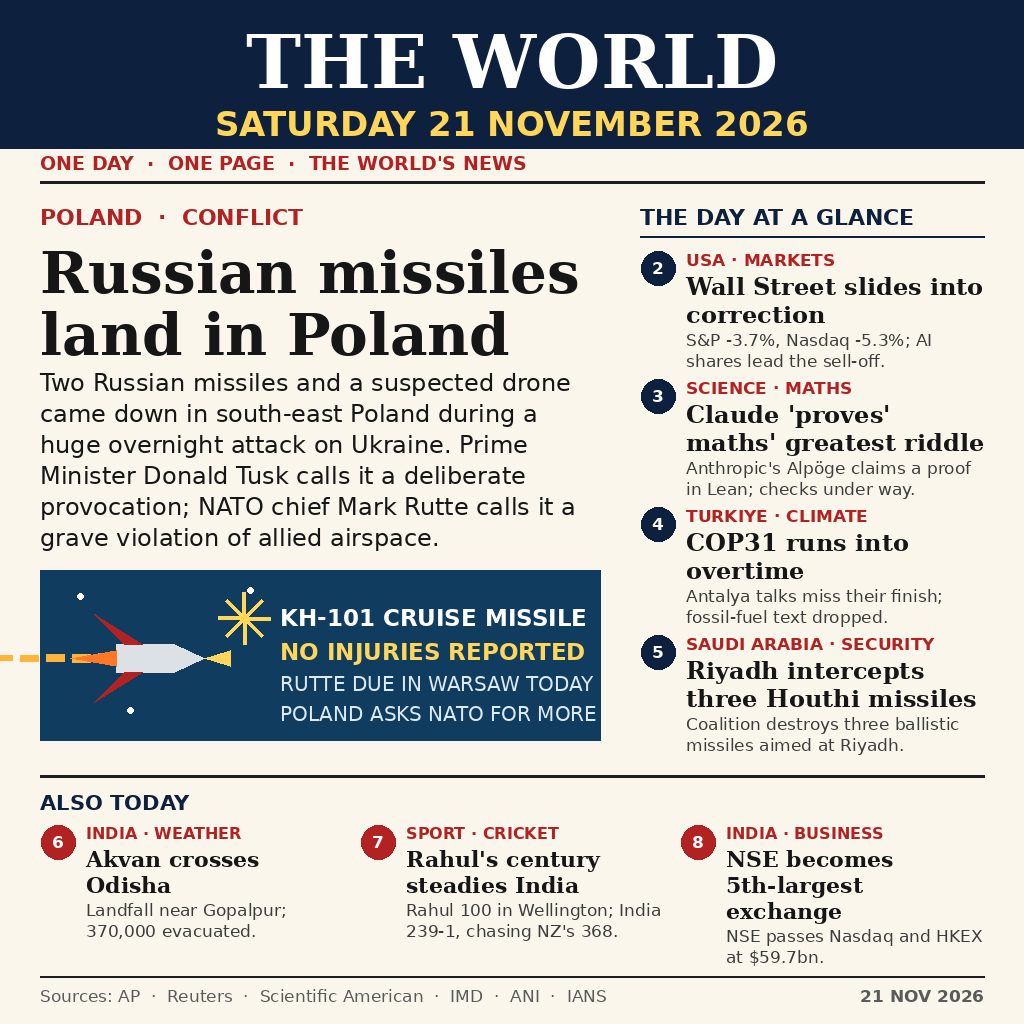 THE WORLD
SATURDAY 21 NOVEMBER 2026
ONE DAY · ONE PAGE · THE WORLD'S NEWS
POLAND · CONFLICT
Russian missiles
land in Poland
Two Russian missiles and a suspected drone
came down in south-east Poland during a
huge overnight attack on Ukraine. Prime
Minister Donald Tusk calls it a deliberate
provocation; NATO chief Mark Rutte calls it a
grave violation of allied airspace.
KH-101 CRUISE MISSILE
NO INJURIES REPORTED
RUTTE DUE IN WARSAW TODAY
POLAND ASKS NATO FOR MORE
THE DAY AT A GLANCE
2
USA · MARKETS
Wall Street slides into
correction
S&P -3.7%, Nasdaq -5.3%; AI
shares lead the sell-off.
3
SCIENCE · MATHS
Claude 'proves'
maths' greatest riddle
Anthropic's Alpöge claims a proof
in Lean; checks under way.
4
TURKIYE · CLIMATE
COP31 runs into
overtime
Antalya talks miss their finish;
fossil-fuel text dropped.
5
SAUDI ARABIA · SECURITY
Riyadh intercepts
three Houthi missiles
Coalition destroys three ballistic
missiles aimed at Riyadh.
ALSO TODAY
6
INDIA · WEATHER
Akvan crosses
Odisha
Landfall near Gopalpur;
370,000 evacuated.
7
SPORT · CRICKET
Rahul's century
steadies India
Rahul 100 in Wellington; India
239-1, chasing NZ's 368.
8
INDIA · BUSINESS
NSE becomes
5th-largest
exchange
NSE passes Nasdaq and HKEX
at $59.7bn.
Sources: AP · Reuters · Scientific American · IMD · ANI · IANS
21 NOV 2026